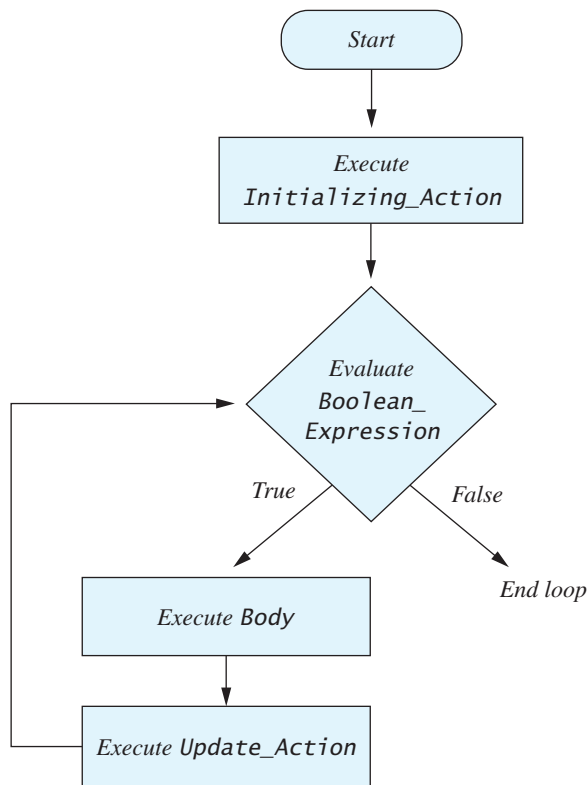 Start
Execute
Initializing_Action
Evaluate
Boolean_
Expression
True
False
End loop
Execute Body
Execute Update_Action